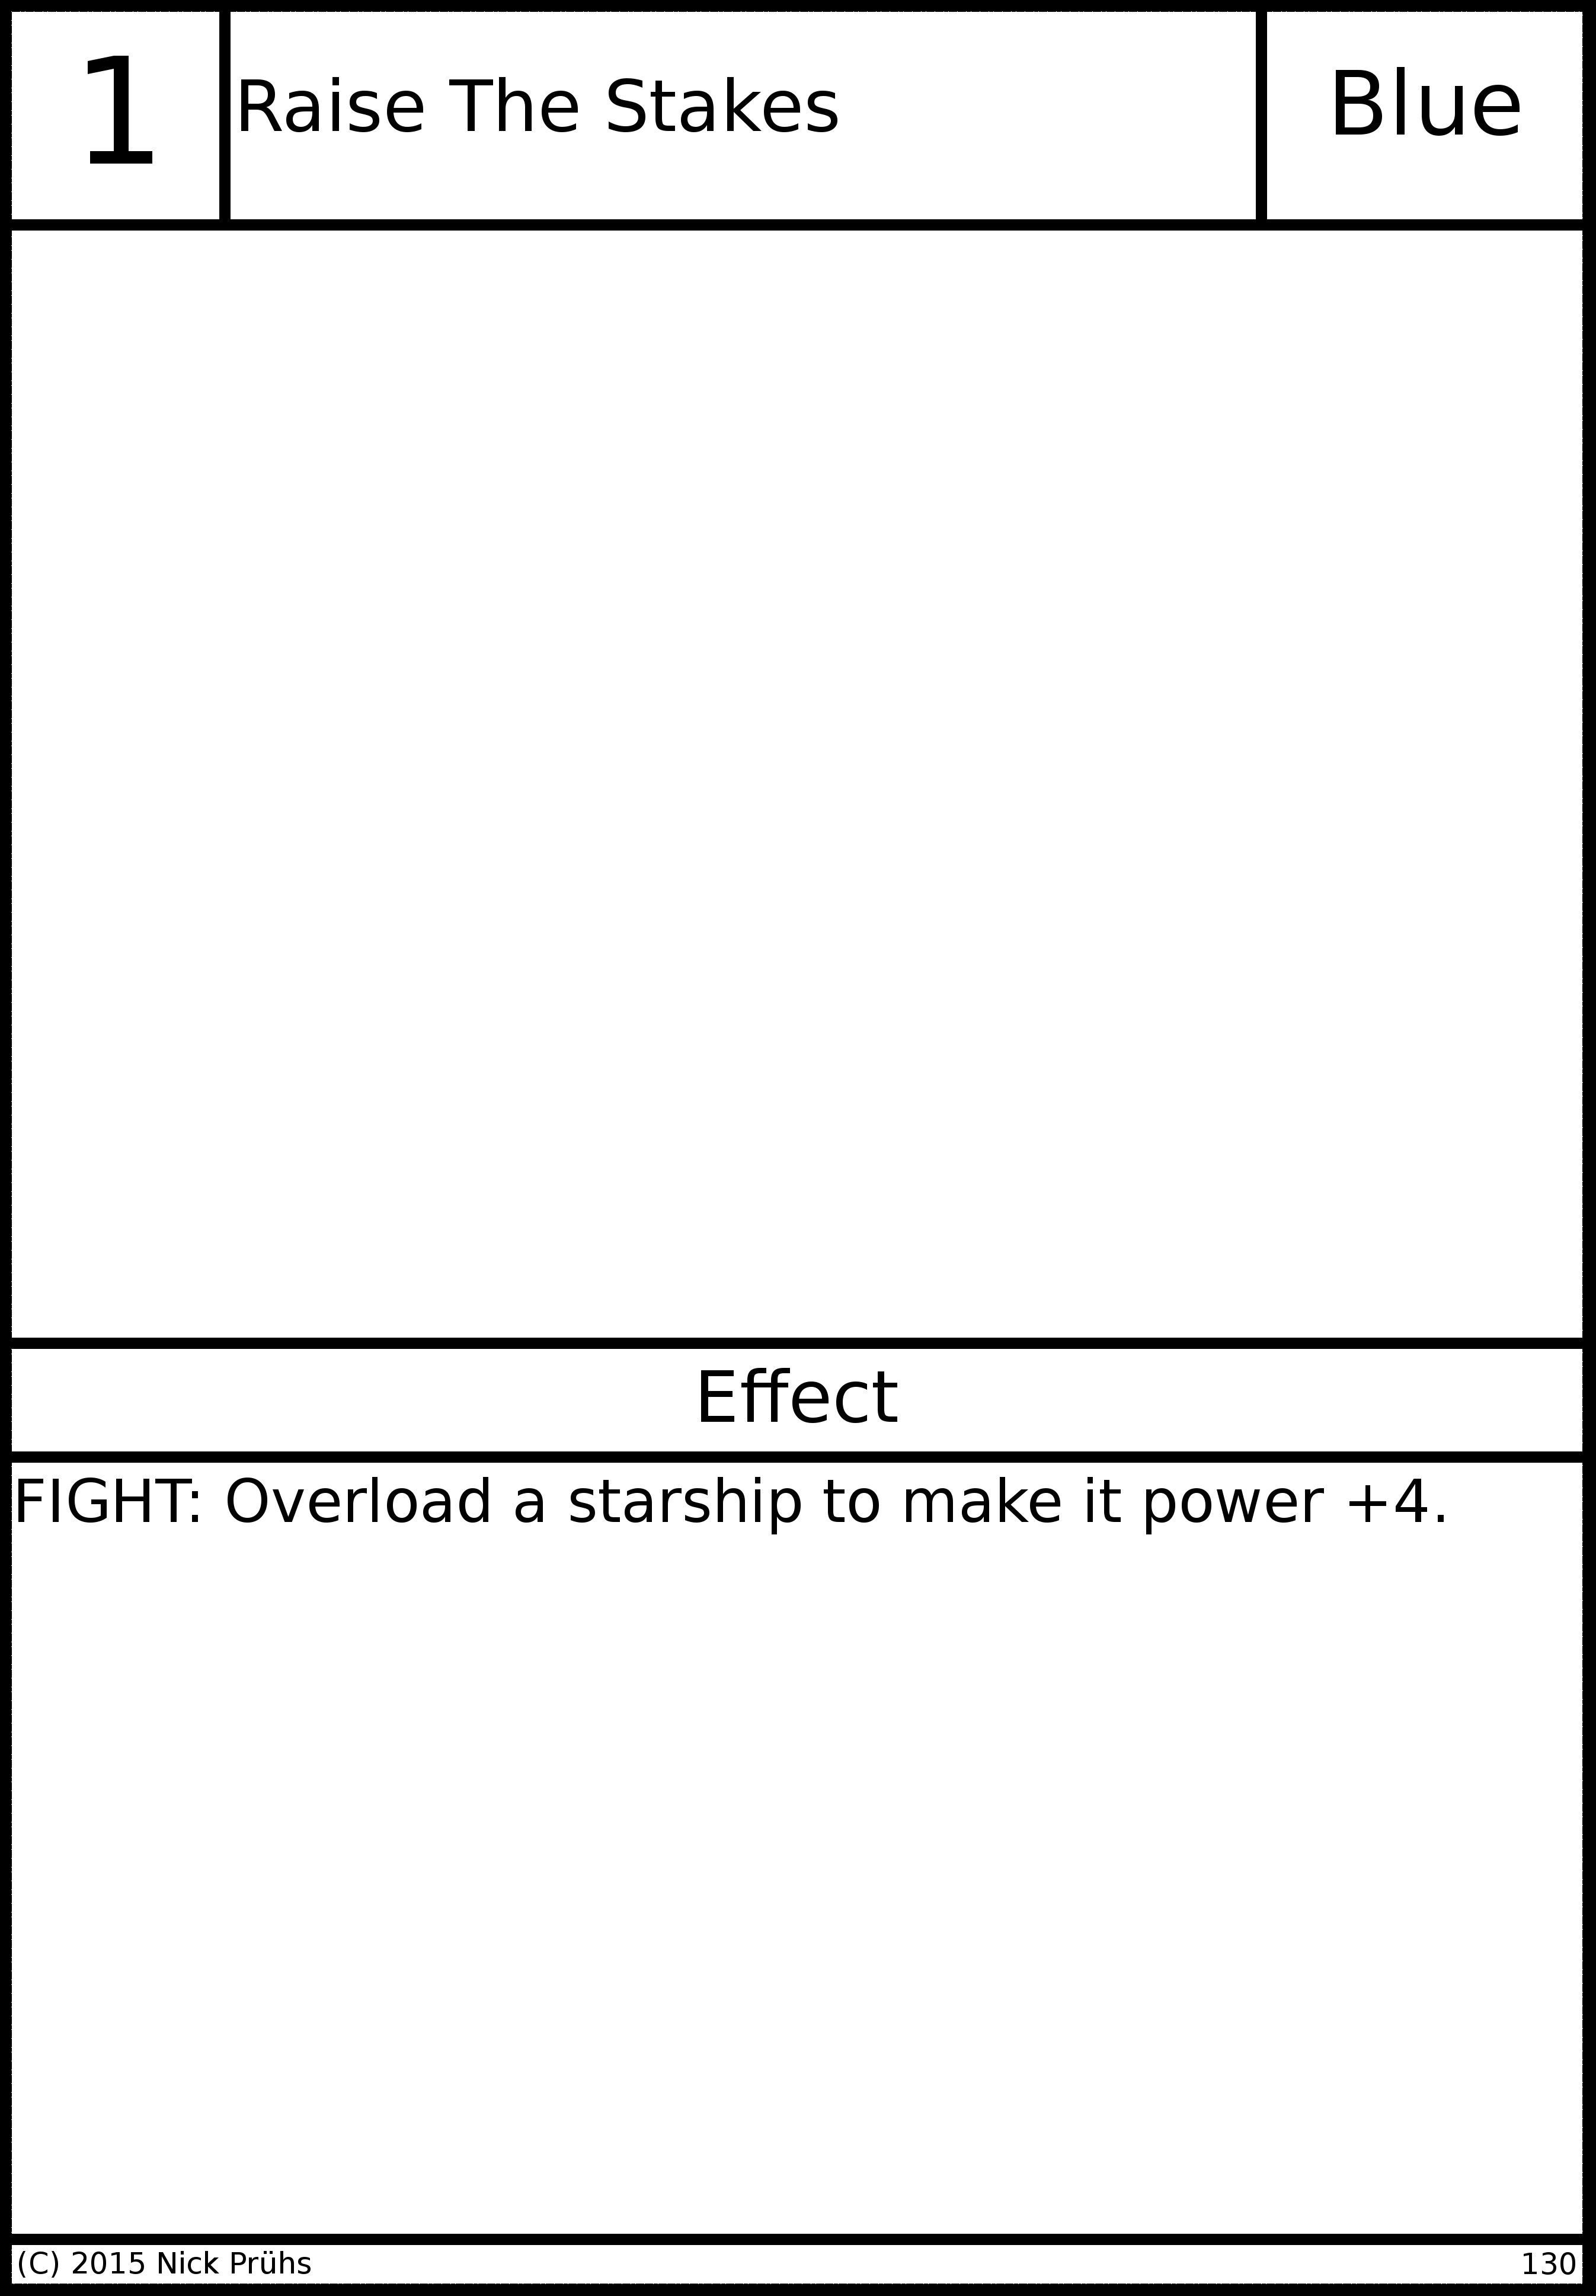 1
Raise The Stakes
Blue
Effect
FIGHT: Overload a starship to make it power +4.
(C) 2015 Nick Prühs
130